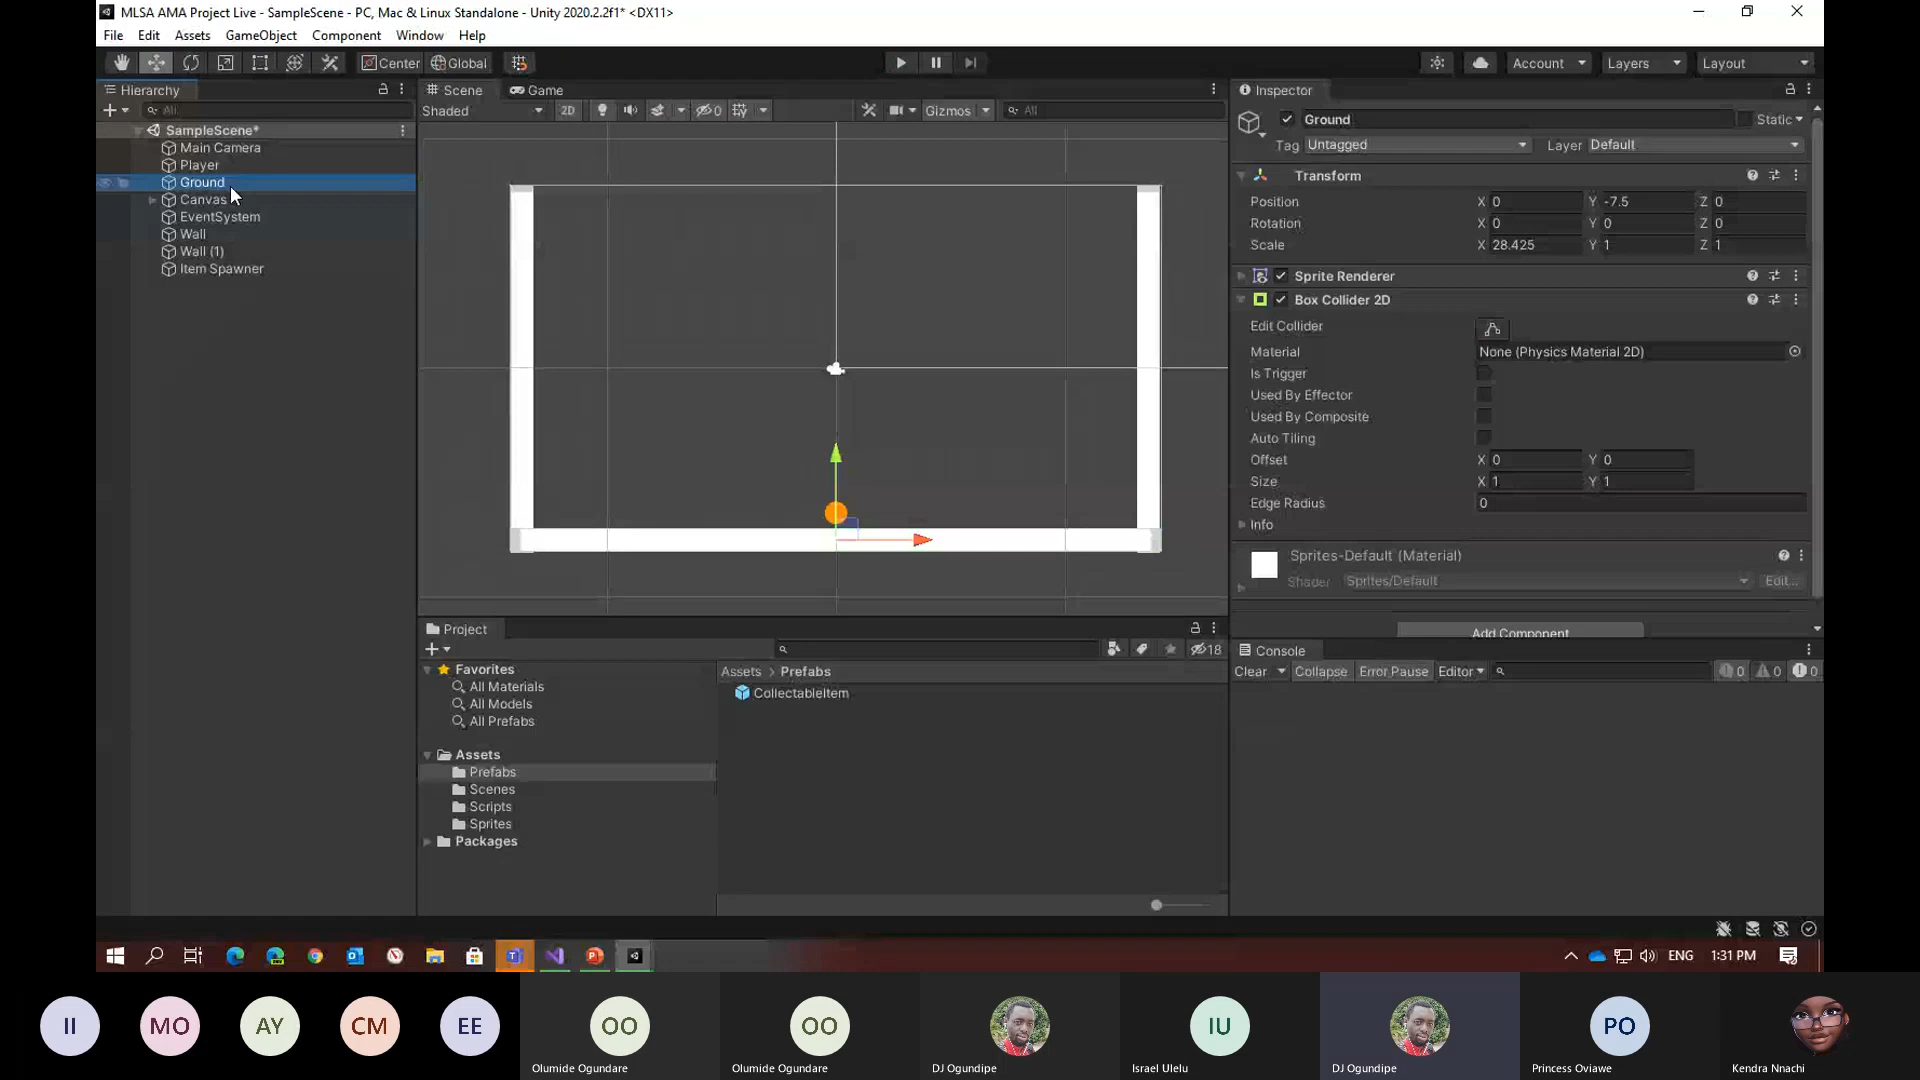 MLSA AMA Project Live - SampleScene - PC, Mac & Linux Standalone - Unity 2020.2.2f1* <DX11>
File Edit Assets GameObject Component Window Help
Center Global Account Layers Layout
Hierarchy
All
SampleScene*
Main Camera
Player
Ground
Canvas
EventSystem
Wall
Wall (1)
Item Spawner
Scene Game
Shaded 2D 0 Gizmos All
Inspector
Ground Static
Tag Untagged Layer Default
Transform
Position X 0 Y -7.5 Z 0
Rotation X 0 Y 0 Z 0
Scale X 28.425 Y 1 Z 1
Sprite Renderer
Box Collider 2D
Edit Collider
Material None (Physics Material 2D)
Is Trigger
Used By Effector
Used By Composite
Auto Tiling
Offset X 0 Y 0
Size X 1 Y 1
Edge Radius 0
Info
Sprites-Default (Material)
Shader Sprites/Default Edit...
Add Component
Project
18
Favorites
All Materials
All Models
All Prefabs
Assets
Prefabs
Scenes
Scripts
Sprites
Packages
Assets > Prefabs
CollectableItem
Console
Clear Collapse Error Pause Editor 0 0 0
ENG 1:31 PM
II MO AY CM EE OO OO IU PO
Olumide Ogundare Olumide Ogundare DJ Ogundipe Israel Ulelu DJ Ogundipe Princess Oviawe Kendra Nnachi